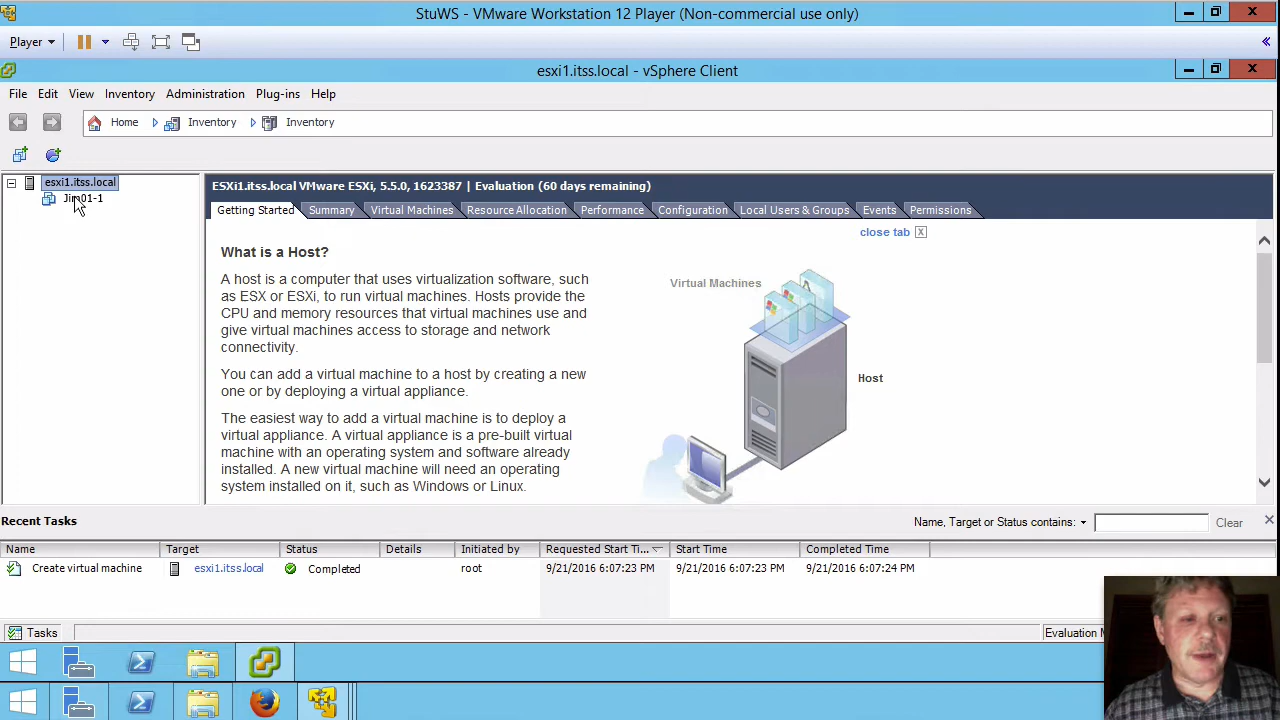 StuWS - VMware Workstation 12 Player (Non-commercial use only)
Player
esxi1.itss.local - vSphere Client
File Edit View Inventory Administration Plug-ins Help
Home Inventory Inventory
esxi1.itss.local
ESXi1.itss.local VMware ESXi, 5.5.0, 1623387 | Evaluation (60 days remaining)
Getting Started Summary Virtual Machines Resource Allocation Performance Configuration Local Users & Groups Events Permissions
close tab X
What is a Host?
A host is a computer that uses virtualization software, such
as ESX or ESXi, to run virtual machines. Hosts provide the
CPU and memory resources that virtual machines use and
give virtual machines access to storage and network
connectivity.
You can add a virtual machine to a host by creating a new
one or by deploying a virtual appliance.
The easiest way to add a virtual machine is to deploy a
virtual appliance. A virtual appliance is a pre-built virtual
machine with an operating system and software already
installed. A new virtual machine will need an operating
system installed on it, such as Windows or Linux.
Virtual Machines
Host
Recent Tasks
Name, Target or Status contains:
Clear
Name Target Status Details Initiated by Requested Start Ti... Start Time Completed Time
Create virtual machine esxi1.itss.local Completed root 9/21/2016 6:07:23 PM 9/21/2016 6:07:23 PM 9/21/2016 6:07:24 PM
Tasks
Evaluation